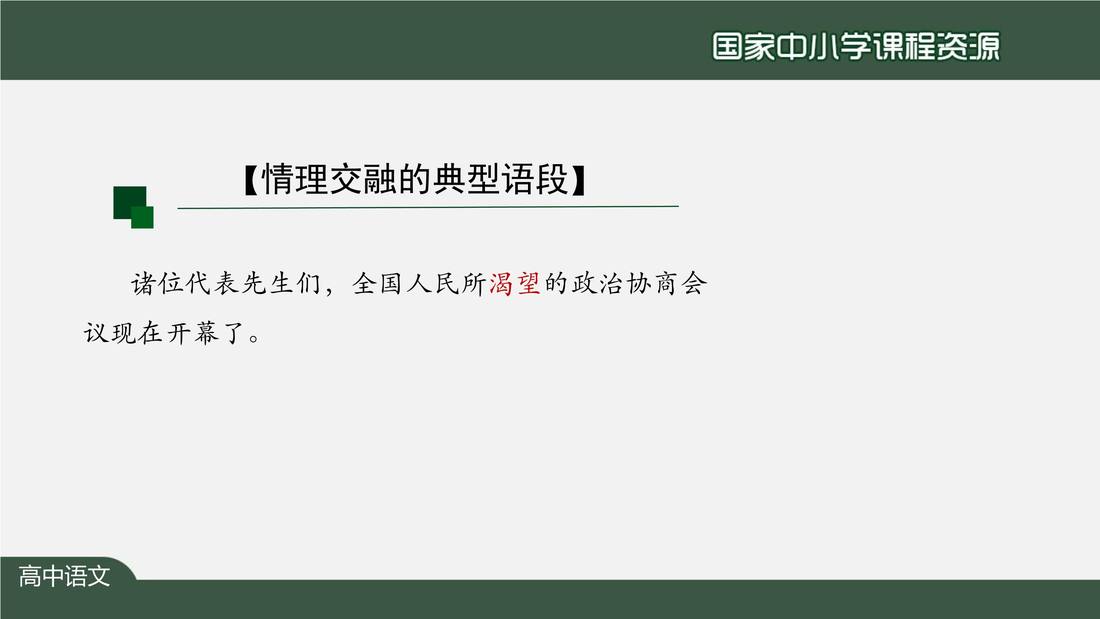 国家中小学课程资源
【情理交融的典型语段】
诸位代表先生们，全国人民所渴望的政治协商会
议现在开幕了。
高中语文